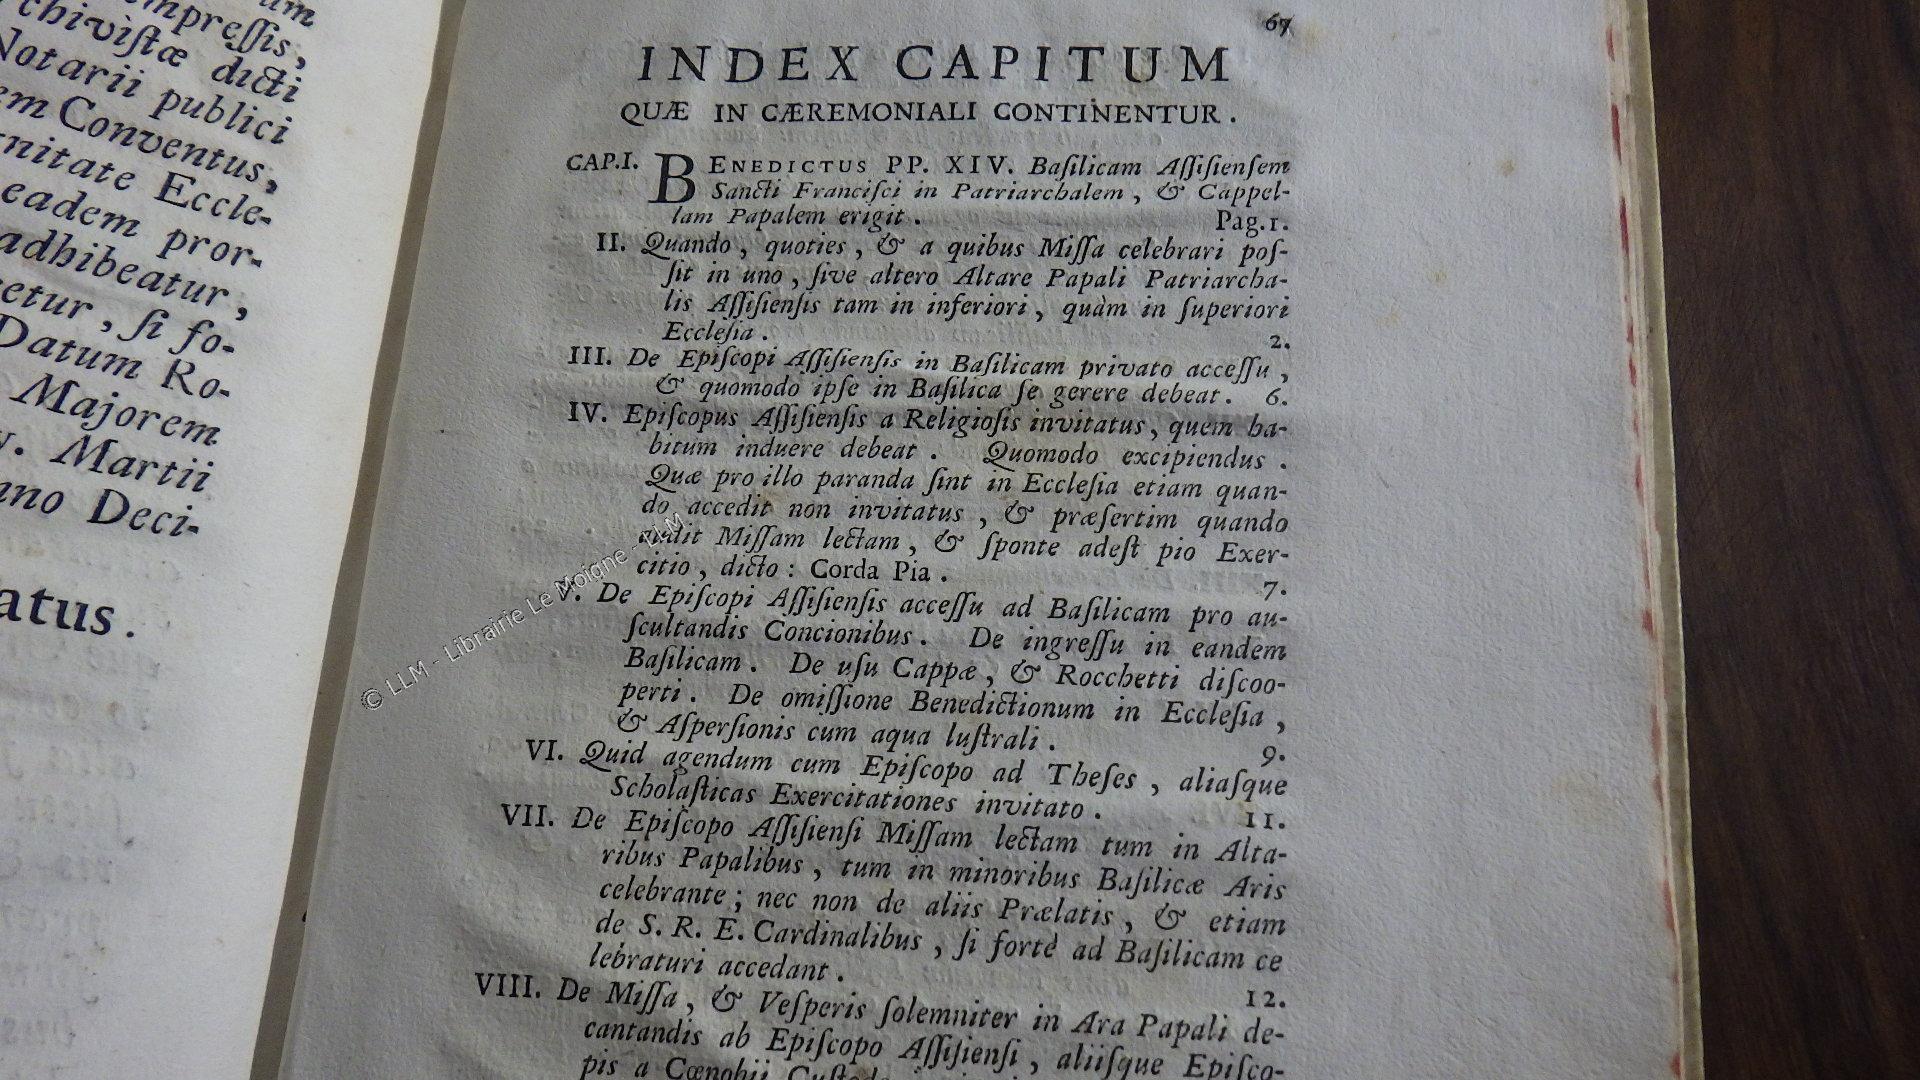 um
empreſſis,
chiviſtæ dicti
Notarii publici
em Conventus,
nitate Eccle-
eadem pror-
adhibeatur,
etur, ſi fo-
Datum Ro-
Majorem
v. Martii
nno Deci-
atus.
67
INDEX CAPITUM
QUÆ IN CÆREMONIALI CONTINENTUR.
CAP.I. BENEDICTUS PP. XIV. Baſilicam Aſſiſienſem
Sancti Franciſci in Patriarchalem, & Cappel-
lam Papalem erigit. Pag.1.
II. Quando, quoties, & a quibus Miſſa celebrari poſ-
ſit in uno, ſive altero Altare Papali Patriarcha-
lis Aſſiſienſis tam in inferiori, quàm in ſuperiori
Eccleſia. 2.
III. De Epiſcopi Aſſiſienſis in Baſilicam privato acceſſu,
& quomodo ipſe in Baſilica ſe gerere debeat. 6.
IV. Epiſcopus Aſſiſienſis a Religioſis invitatus, quem ha-
bitum induere debeat. Quomodo excipiendus.
Quæ pro illo paranda ſint in Eccleſia etiam quan-
do accedit non invitatus, & præſertim quando
audit Miſſam lectam, & ſponte adeſt pio Exer-
citio, dicto: Corda Pia. 7.
V. De Epiſcopi Aſſiſienſis acceſſu ad Baſilicam pro au-
ſcultandis Concionibus. De ingreſſu in eandem
Baſilicam. De uſu Cappæ, & Rocchetti diſcoo-
perti. De omiſſione Benedictionum in Eccleſia,
& Aſperſionis cum aqua luſtrali. 9.
VI. Quid agendum cum Epiſcopo ad Theſes, aliaſque
Scholaſticas Exercitationes invitato. 11.
VII. De Epiſcopo Aſſiſienſi Miſſam lectam tum in Alta-
ribus Papalibus, tum in minoribus Baſilicæ Aris
celebrante; nec non de aliis Prælatis, & etiam
de S. R. E. Cardinalibus, ſi fortè ad Baſilicam ce
lebraturi accedant. 12.
VIII. De Miſſa, & Veſperis ſolemniter in Ara Papali de-
cantandis ab Epiſcopo Aſſiſienſi, aliiſque Epiſco-
pis a Cœnobii Cuſtode
© LLM - Librairie Le Moigne - LLM